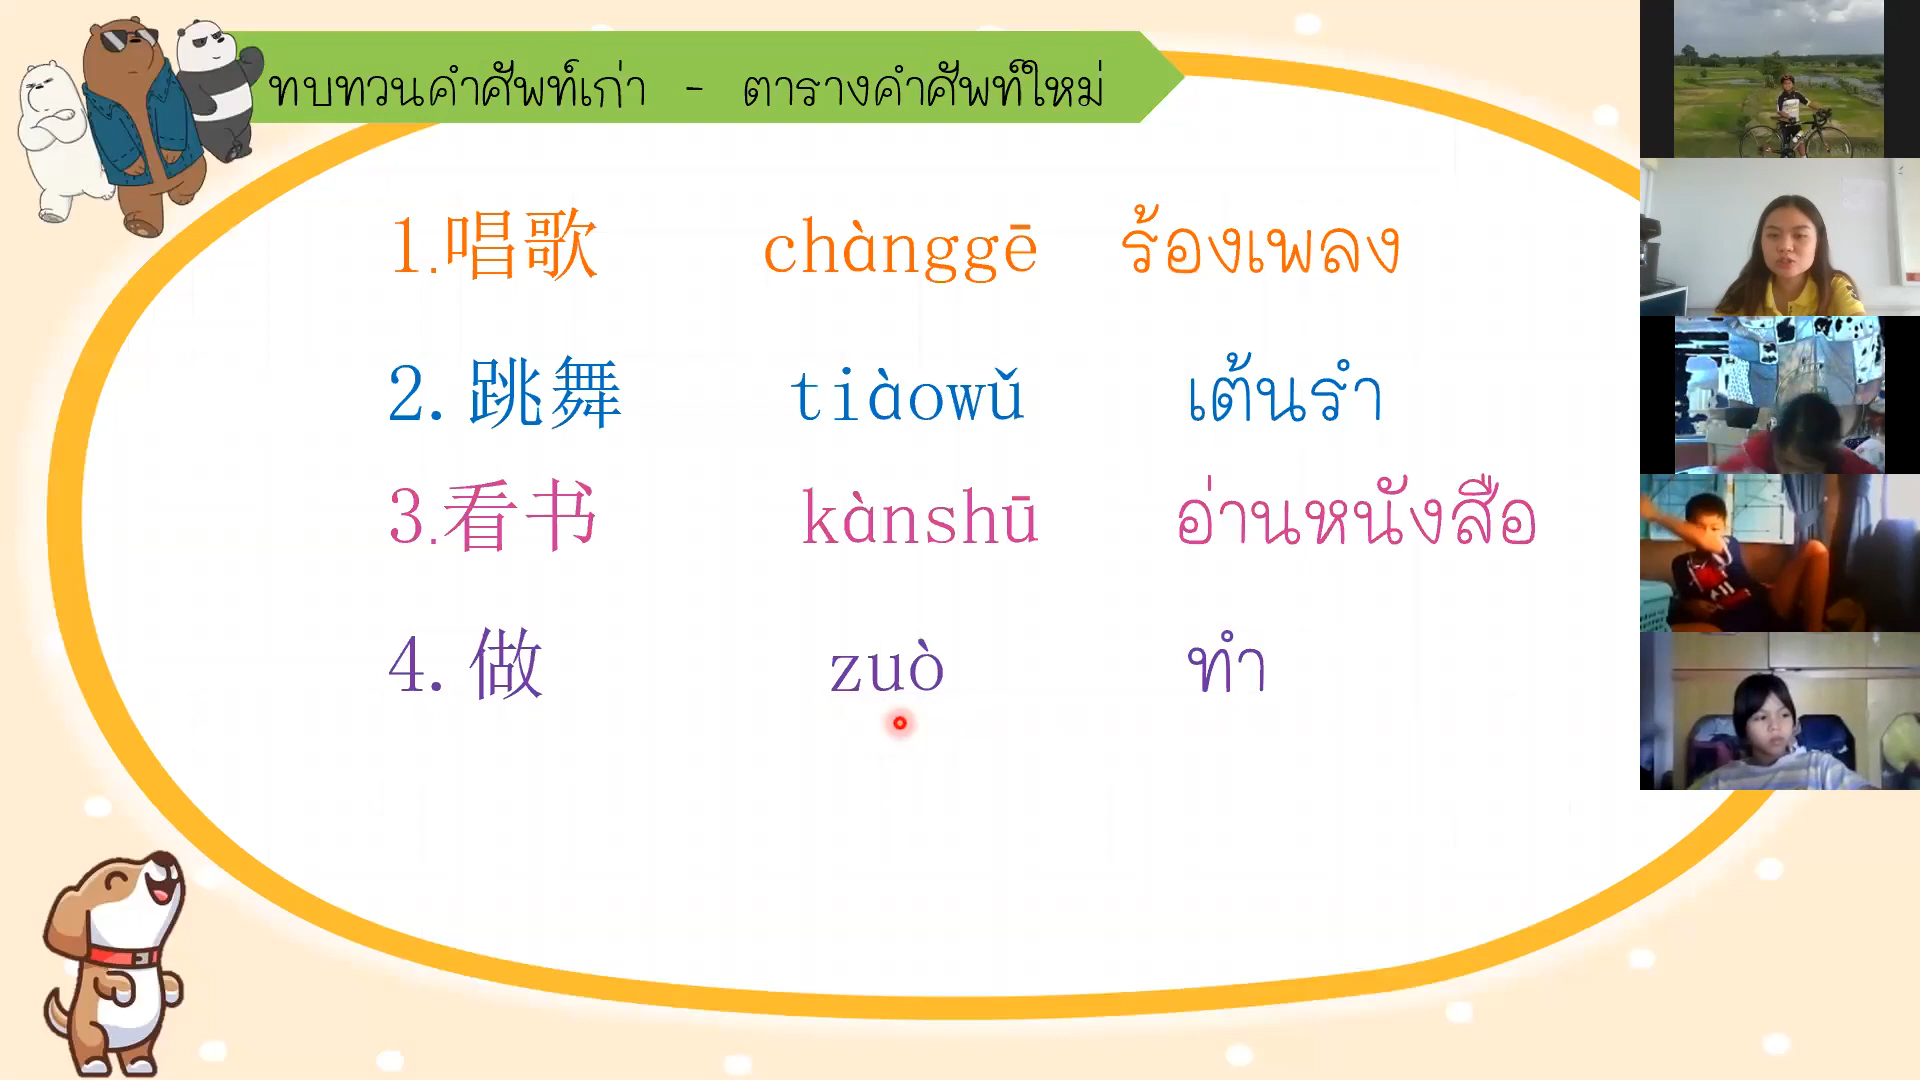 ทบทวนคำศัพท์เก่า - ตารางคำศัพท์ใหม่
1.唱歌 chànggē ร้องเพลง
2. 跳舞 tiàowǔ เต้นรำ
3.看书 kànshū อ่านหนังสือ
4. 做 zuò ทำ